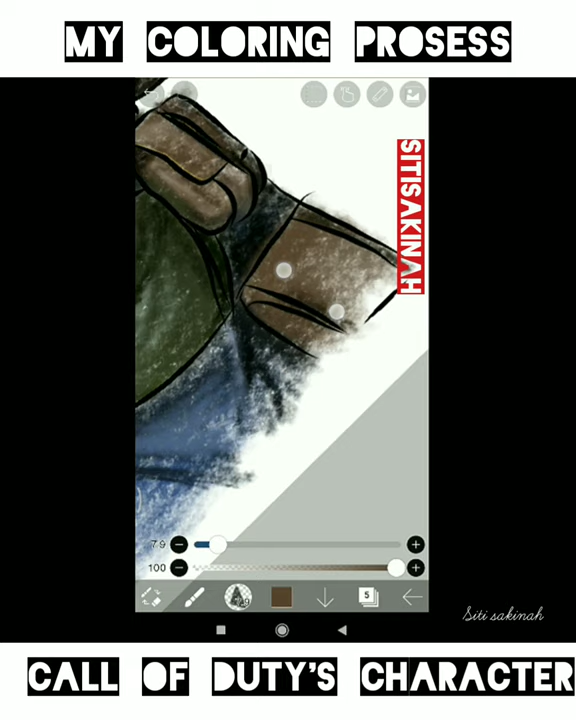 MY COLORING PROSESS
SITISAKINAH
7.9
100
5
Siti sakinah
CALL OF DUTY'S CHARACTER